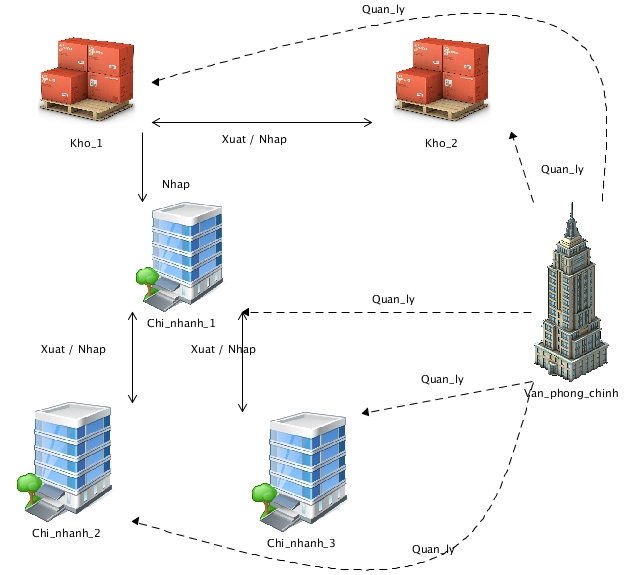 Quan_ly
Kho_1
Xuat / Nhap
Kho_2
Quan_ly
Nhap
Quan_ly
Chi_nhanh_1
Xuat / Nhap
Xuat / Nhap
Quan_ly
Van_phong_chinh
Chi_nhanh_2
Chi_nhanh_3
Quan_ly